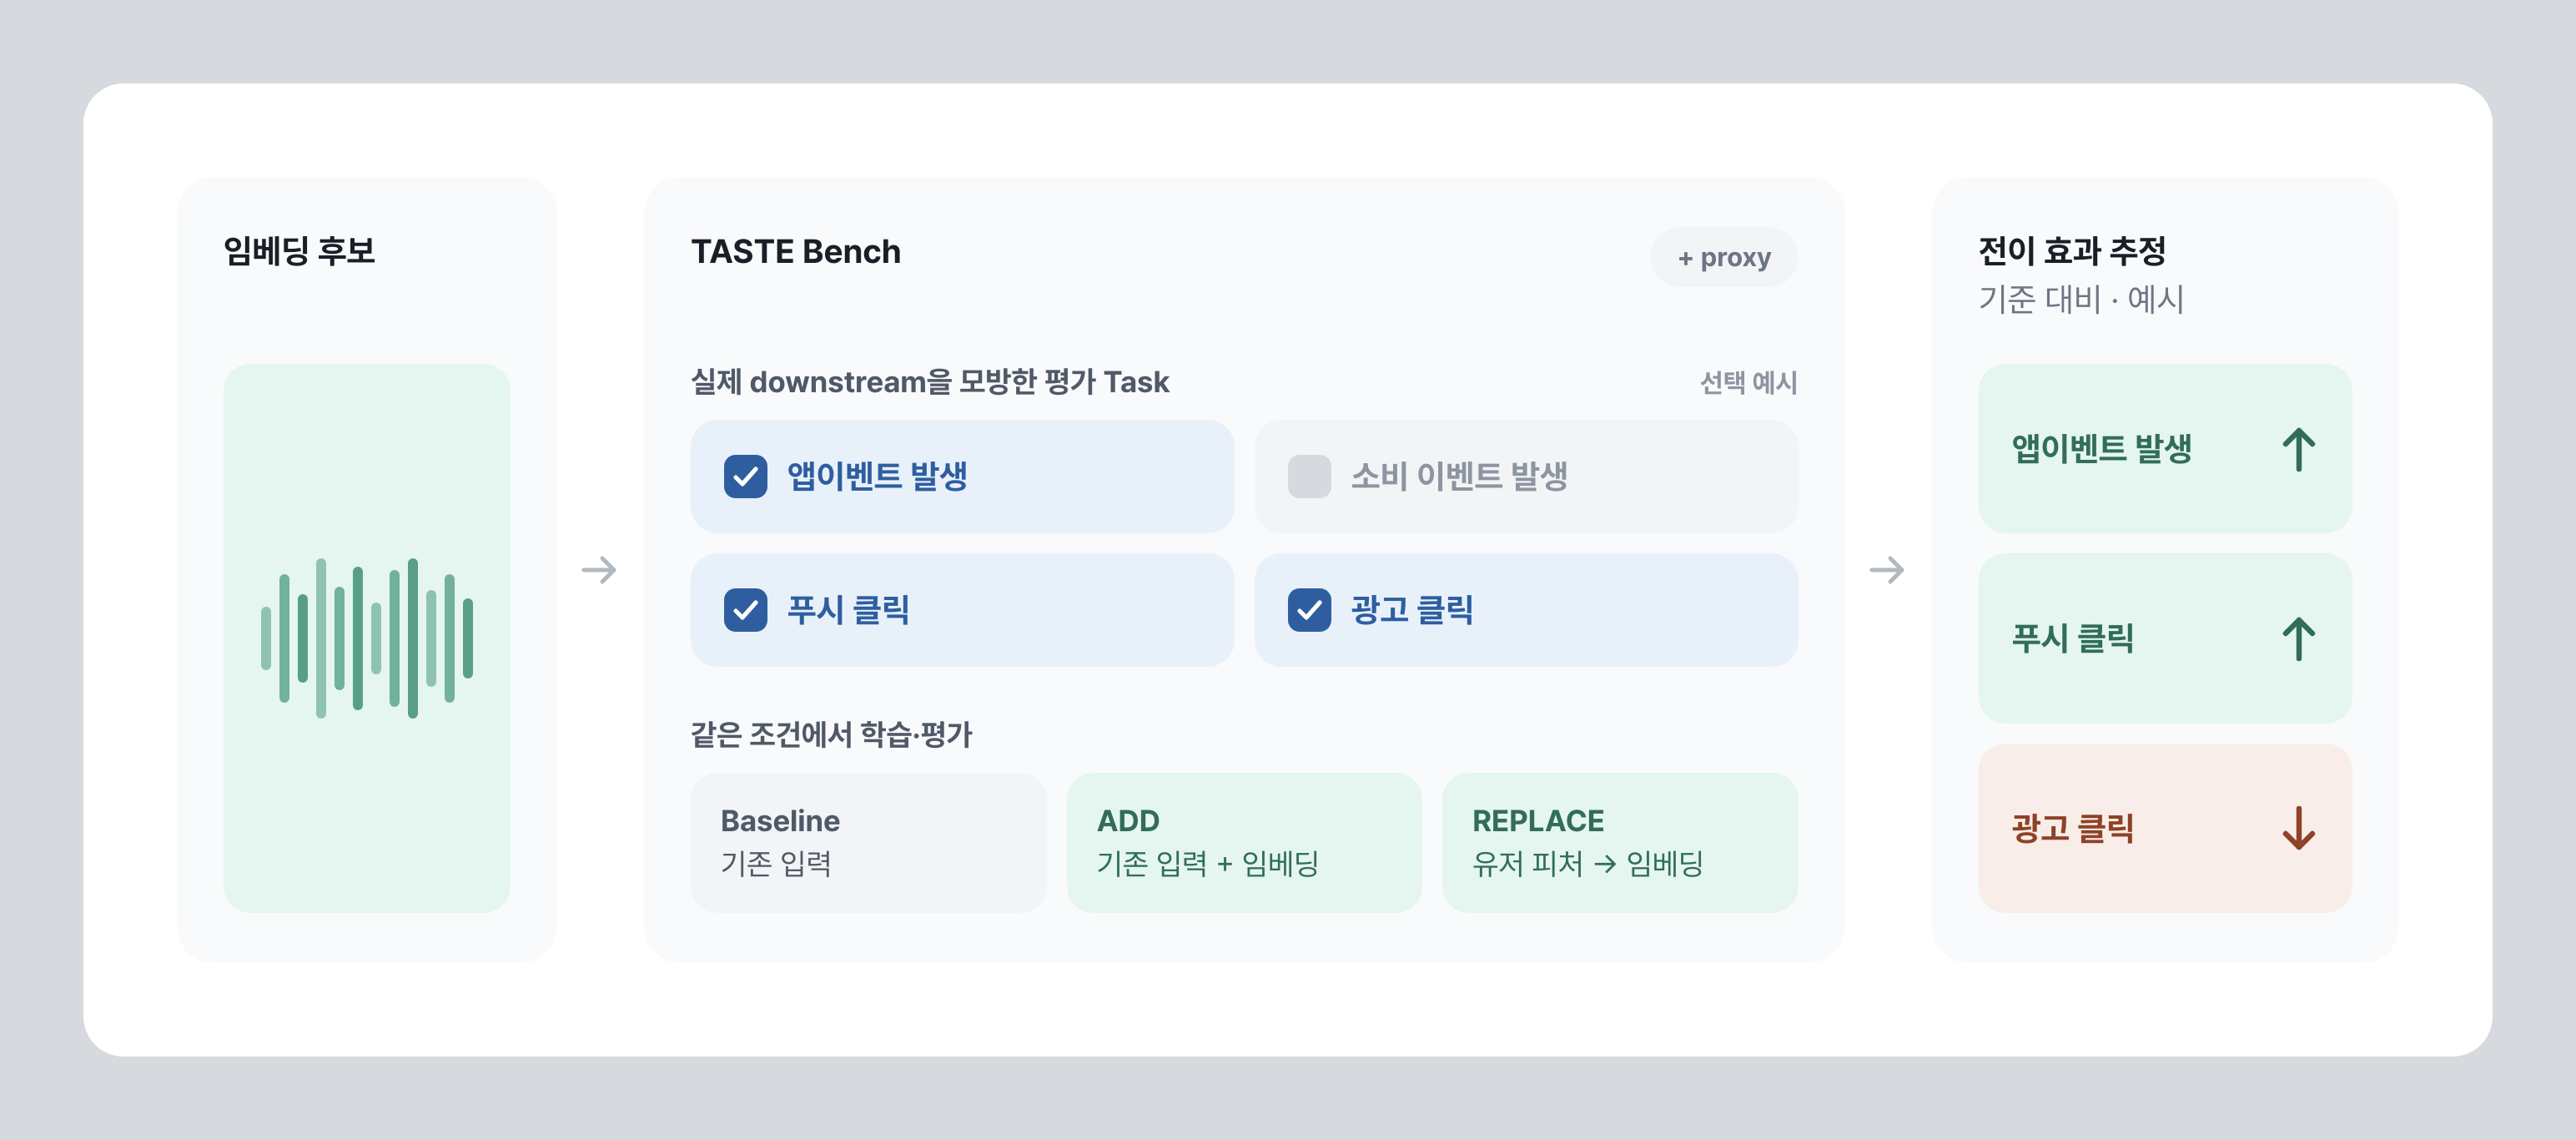 임베딩 후보
TASTE Bench
+ proxy
실제 downstream을 모방한 평가 Task
선택 예시
앱이벤트 발생
소비 이벤트 발생
푸시 클릭
광고 클릭
같은 조건에서 학습·평가
Baseline
기존 입력
ADD
기존 입력 + 임베딩
REPLACE
유저 피처 → 임베딩
전이 효과 추정
기준 대비 · 예시
앱이벤트 발생 ↑
푸시 클릭 ↑
광고 클릭 ↓